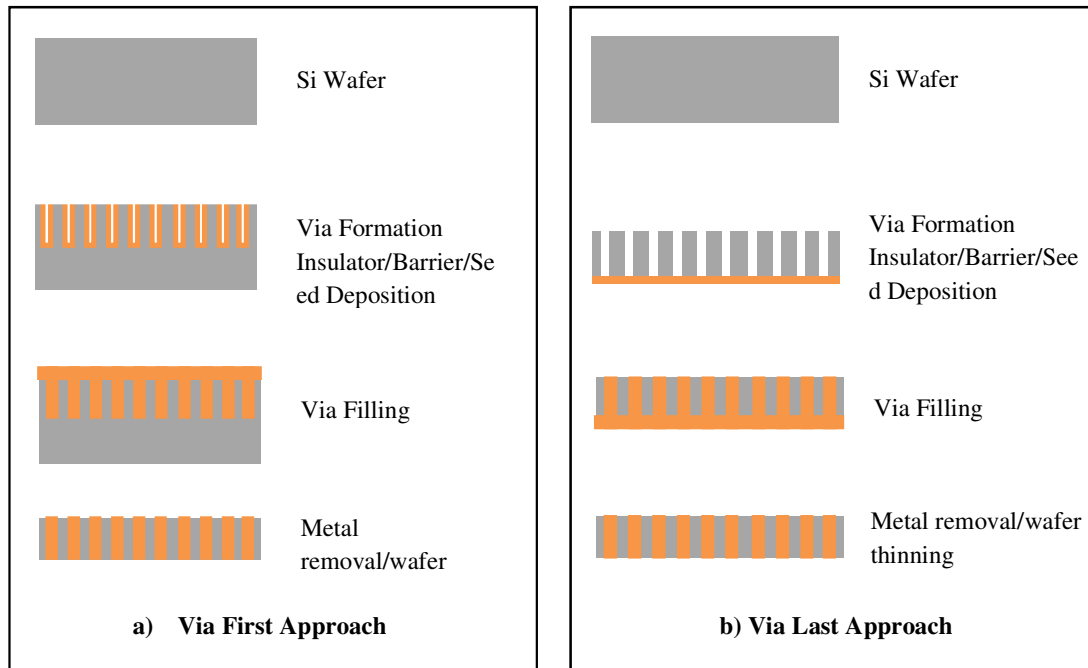 Si Wafer
Via Formation
Insulator/Barrier/Se
ed Deposition
Via Filling
Metal
removal/wafer
a) Via First Approach
Si Wafer
Via Formation
Insulator/Barrier/See
d Deposition
Via Filling
Metal removal/wafer
thinning
b) Via Last Approach